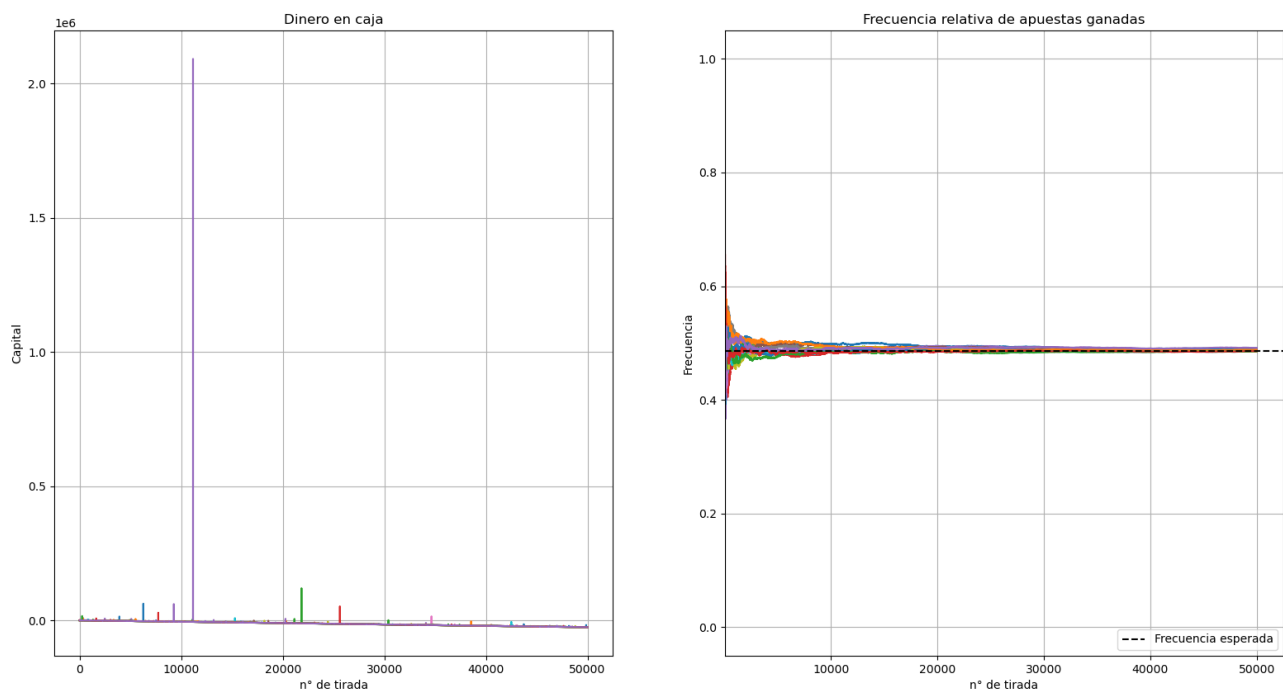 Dinero en caja
1e6
2.0
1.5
1.0
0.5
0.0
Capital
0
10000
20000
30000
40000
50000
n° de tirada
Frecuencia relativa de apuestas ganadas
1.0
0.8
0.6
0.4
0.2
0.0
Frecuencia
10000
20000
30000
40000
50000
n° de tirada
Frecuencia esperada